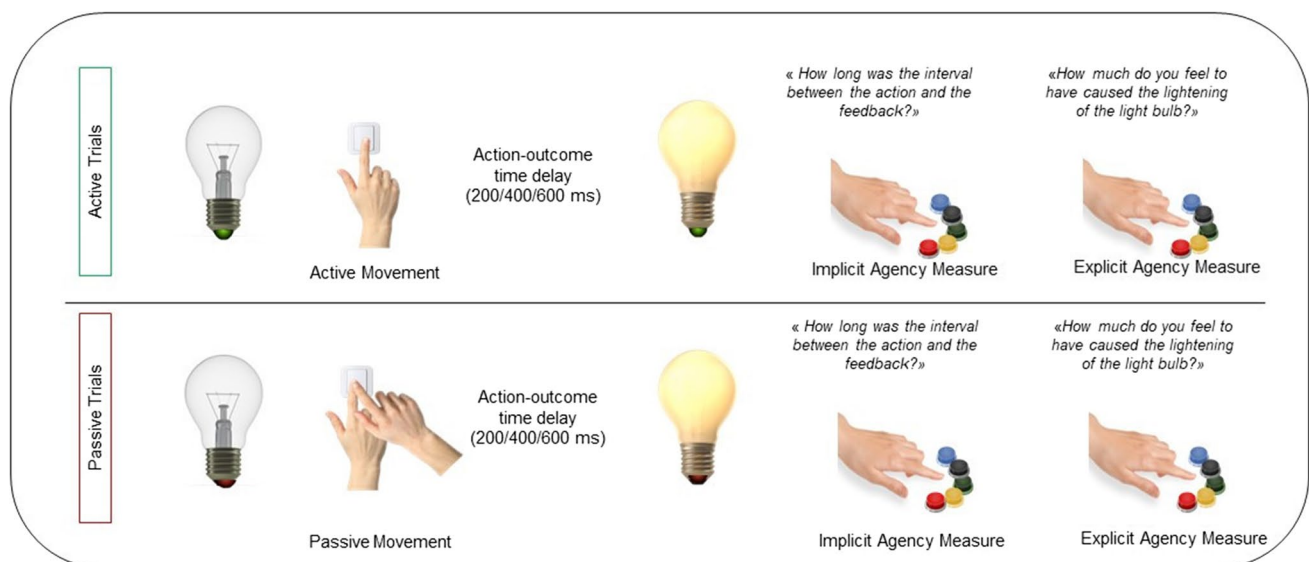 Active Trials
Active Movement
Action-outcome
time delay
(200/400/600 ms)
« How long was the interval
between the action and the
feedback?»
Implicit Agency Measure
«How much do you feel to
have caused the lightening
of the light bulb?»
Explicit Agency Measure
Passive Trials
Passive Movement
Action-outcome
time delay
(200/400/600 ms)
« How long was the interval
between the action and the
feedback?»
Implicit Agency Measure
«How much do you feel to
have caused the lightening
of the light bulb?»
Explicit Agency Measure